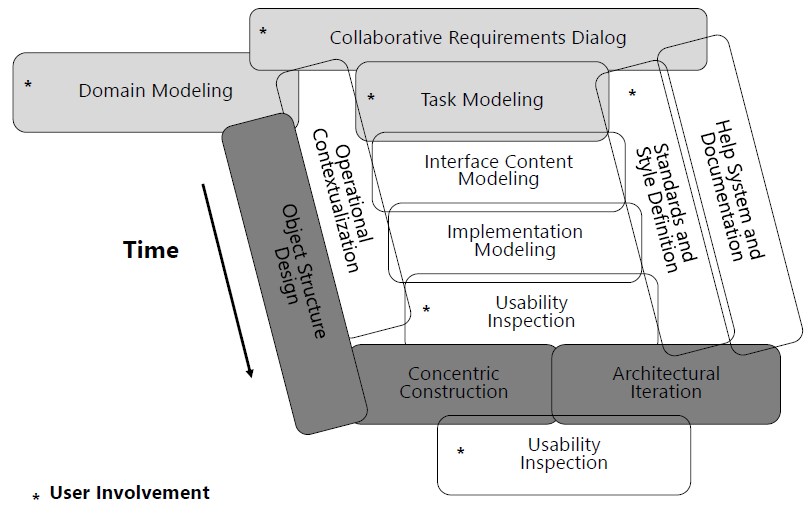 * Collaborative Requirements Dialog
* Domain Modeling
* Task Modeling
*
Operational
Contextualization
Interface Content
Modeling
Standards and
Style Definition
Help System and
Documentation
Object Structure
Design
Time
Implementation
Modeling
* Usability
Inspection
Concentric
Construction
Architectural
Iteration
* Usability
Inspection
* User Involvement